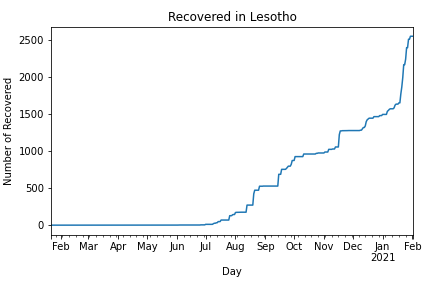 Recovered in Lesotho
Number of Recovered
2500
2000
1500
1000
500
0
Feb Mar Apr May Jun Jul Aug Sep Oct Nov Dec Jan Feb
2021
Day